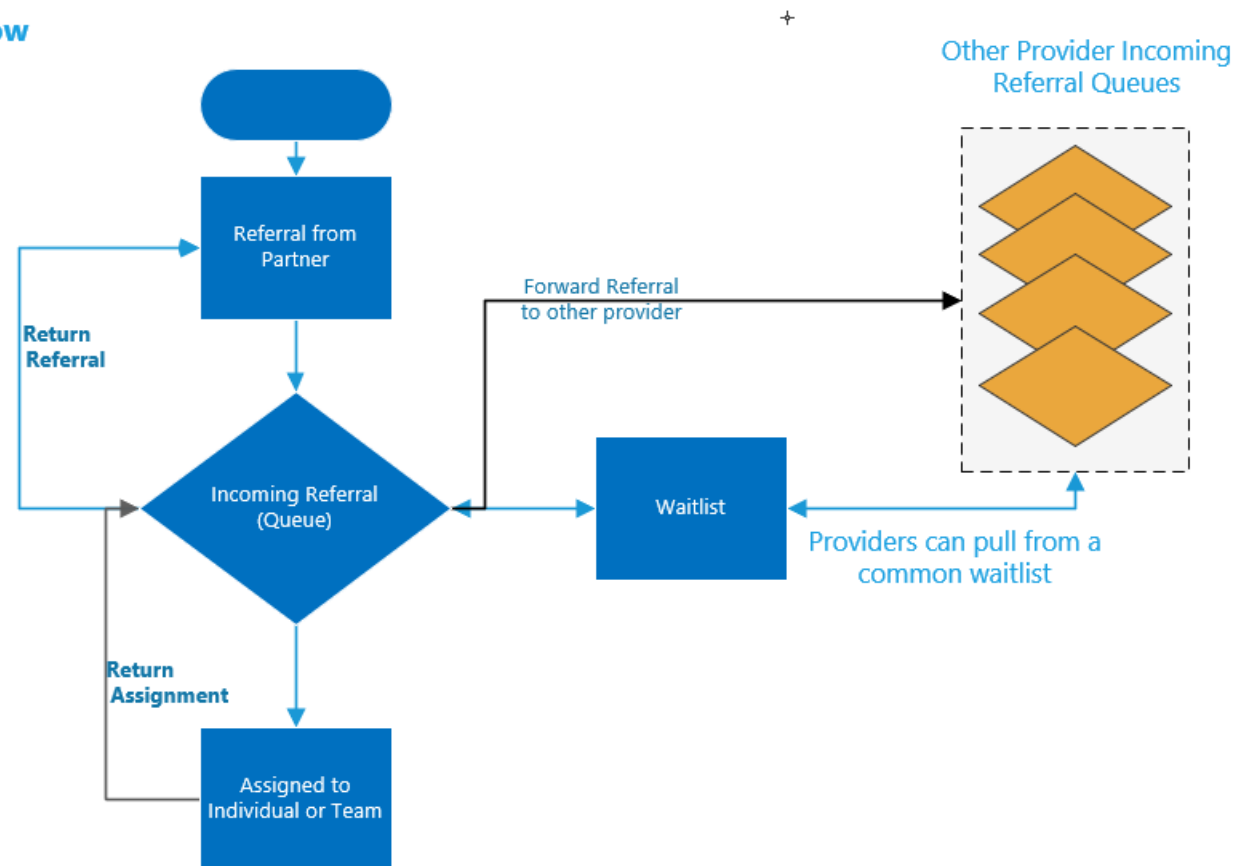 ow
Other Provider Incoming
Referral Queues
Referral from
Partner
Forward Referral
to other provider
Return
Referral
Incoming Referral
(Queue)
Waitlist
Providers can pull from a
common waitlist
Return
Assignment
Assigned to
Individual or Team